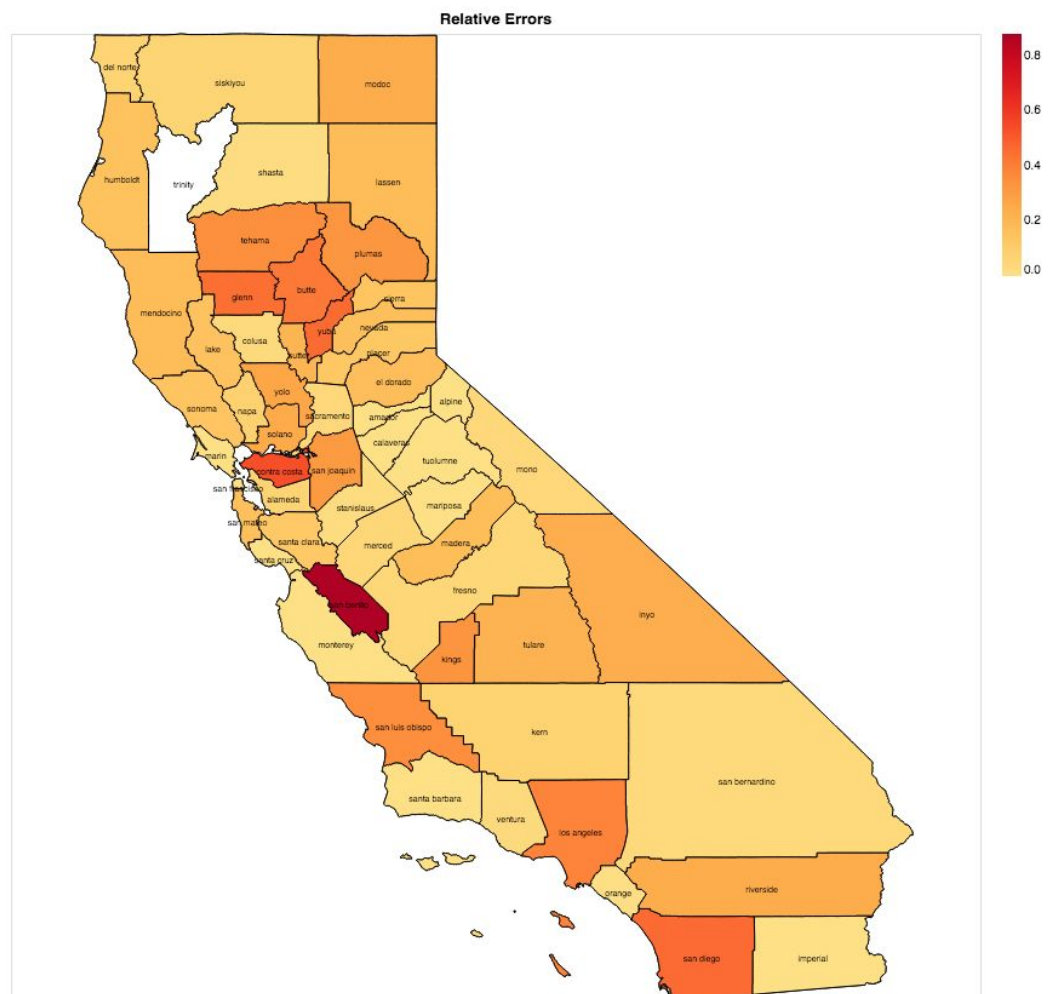 Relative Errors
0.8
0.6
0.4
0.2
0.0
del norte
siskiyou
modoc
humboldt
trinity
shasta
lassen
tehama
plumas
glenn
butte
sierra
mendocino
yuba
nevada
colusa
lake
sutter
placer
el dorado
yolo
alpine
sonoma
napa
sacramento
amador
solano
calaveras
marin
tuolumne
mono
contra costa
san joaquin
san francisco
alameda
stanislaus
mariposa
san mateo
santa clara
merced
madera
santa cruz
fresno
san benito
inyo
monterey
tulare
kings
san luis obispo
kern
san bernardino
santa barbara
ventura
los angeles
orange
riverside
san diego
imperial